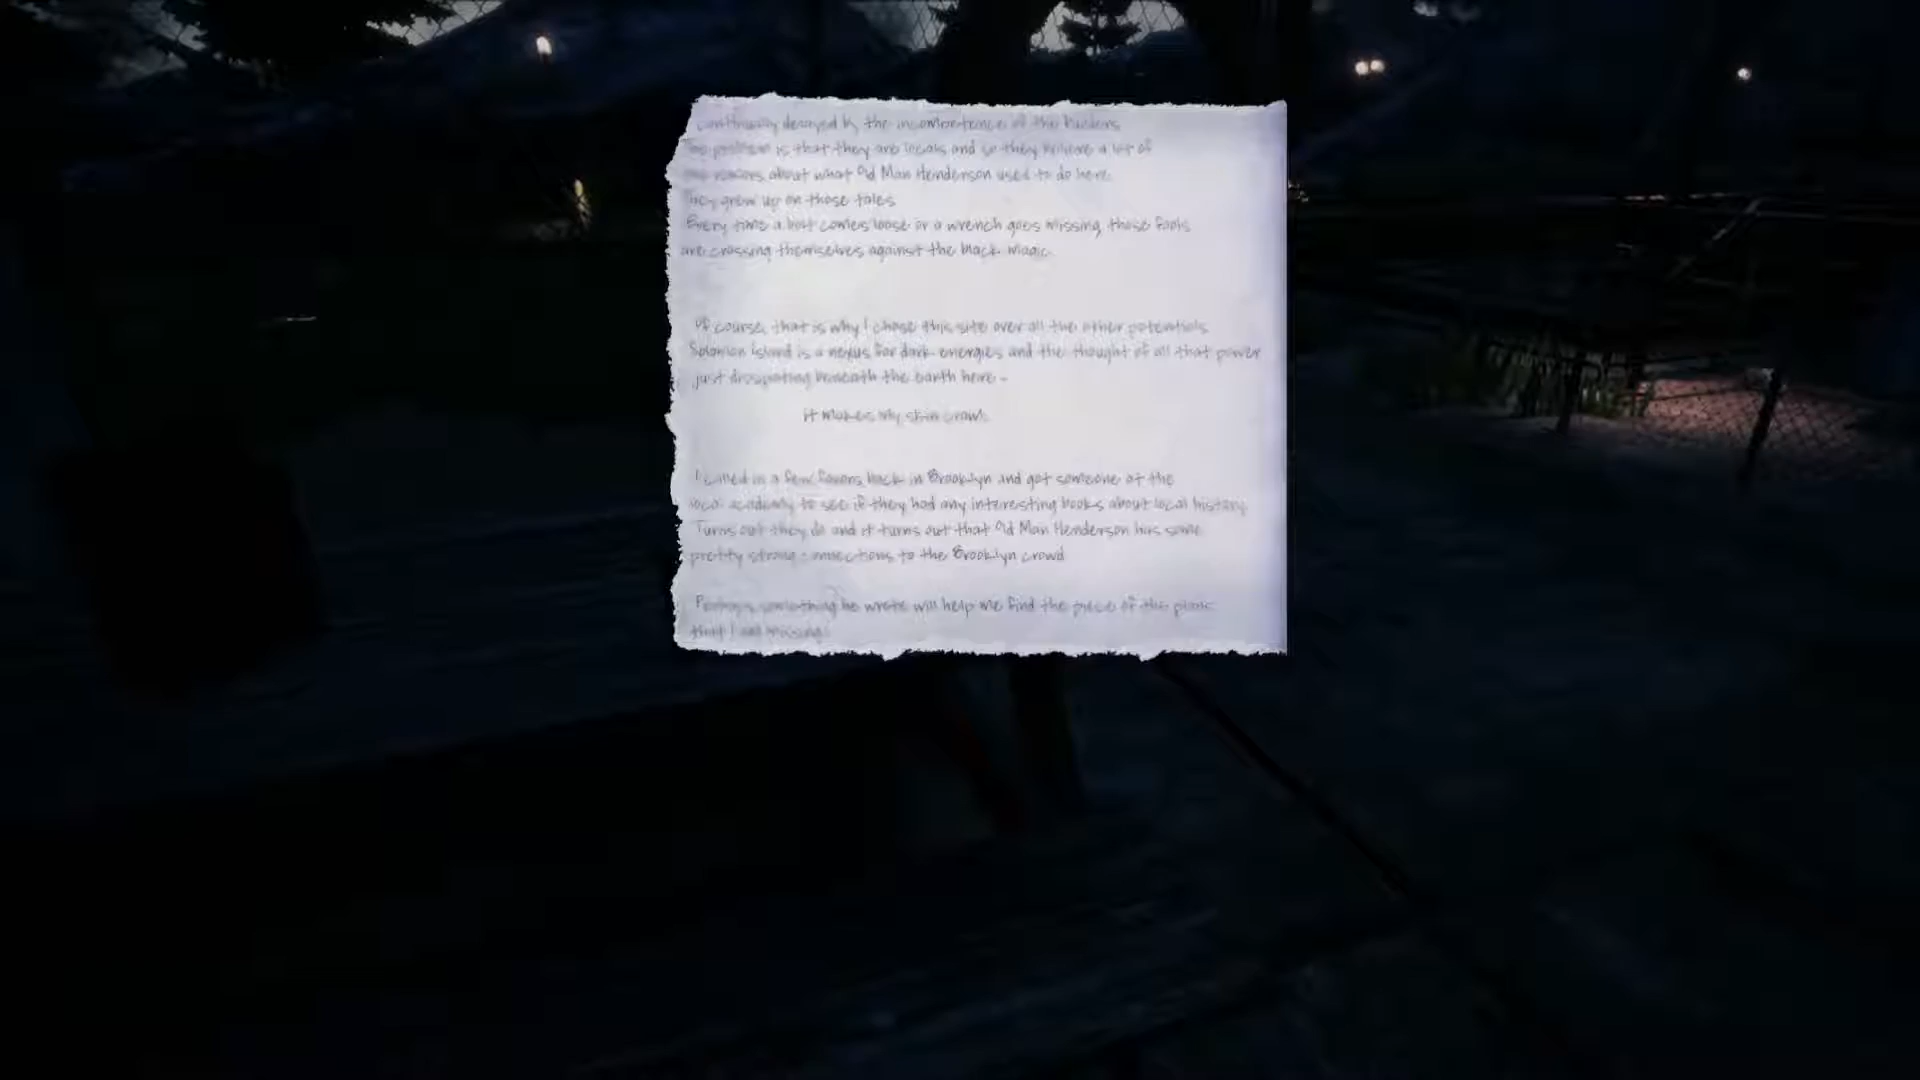 continually delayed by the incompetence of the builders
The problem is that they are locals and so they believe a lot of
the rumors about what Old Man Henderson used to do here.
They grew up on those tales
Every time a bolt comes loose or a wrench goes missing, those fools
are crossing themselves against the black magic.
Of course, that is why I chose this site over all the other potentials
Solomon Island is a nexus for dark energies and the thought of all that power
just dissipating beneath the earth here -
it makes my skin crawl.
I called in a few favors back in Brooklyn and got someone at the
local academy to see if they had any interesting books about local history.
Turns out they do and it turns out that Old Man Henderson has some
pretty strong connections to the Brooklyn crowd
Perhaps something he wrote will help me find the piece of the
that I am missing.